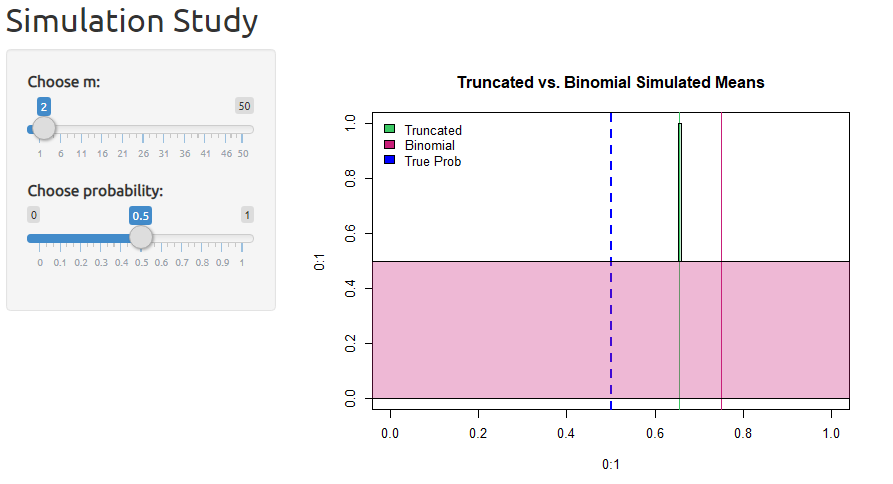 Simulation Study
Choose m:
2
50
1 6 11 16 21 26 31 36 41 46 50
Choose probability:
0
0.5
1
0 0.1 0.2 0.3 0.4 0.5 0.6 0.7 0.8 0.9 1
Truncated vs. Binomial Simulated Means
Truncated
Binomial
True Prob
1.0
0.8
0.6
0.4
0.2
0.0
0:1
0.0 0.2 0.4 0.6 0.8 1.0
0:1